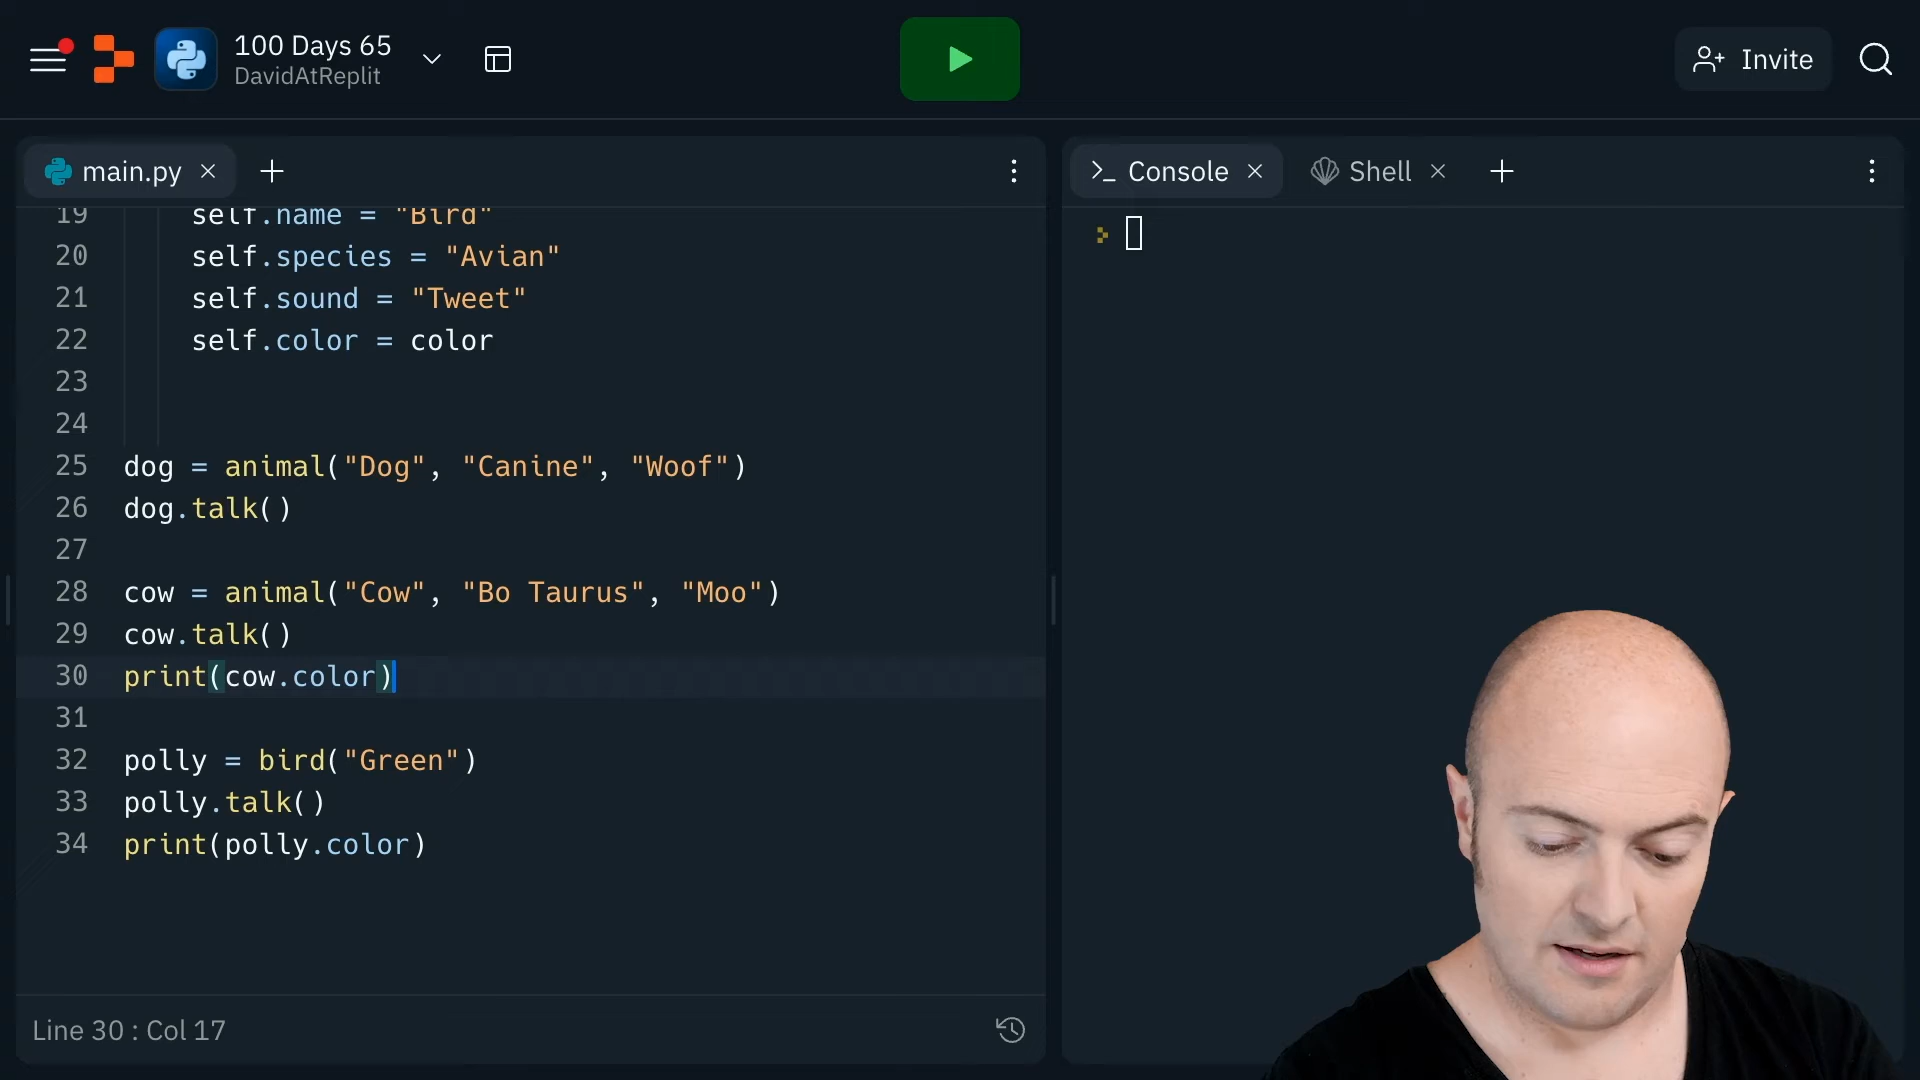 100 Days 65
DavidAtReplit
Invite
main.py
Console
Shell
19 self.name = "Bird"
20 self.species = "Avian"
21 self.sound = "Tweet"
22 self.color = color
23
24
25 dog = animal("Dog", "Canine", "Woof")
26 dog.talk()
27
28 cow = animal("Cow", "Bo Taurus", "Moo")
29 cow.talk()
30 print(cow.color)
31
32 polly = bird("Green")
33 polly.talk()
34 print(polly.color)
Line 30 : Col 17